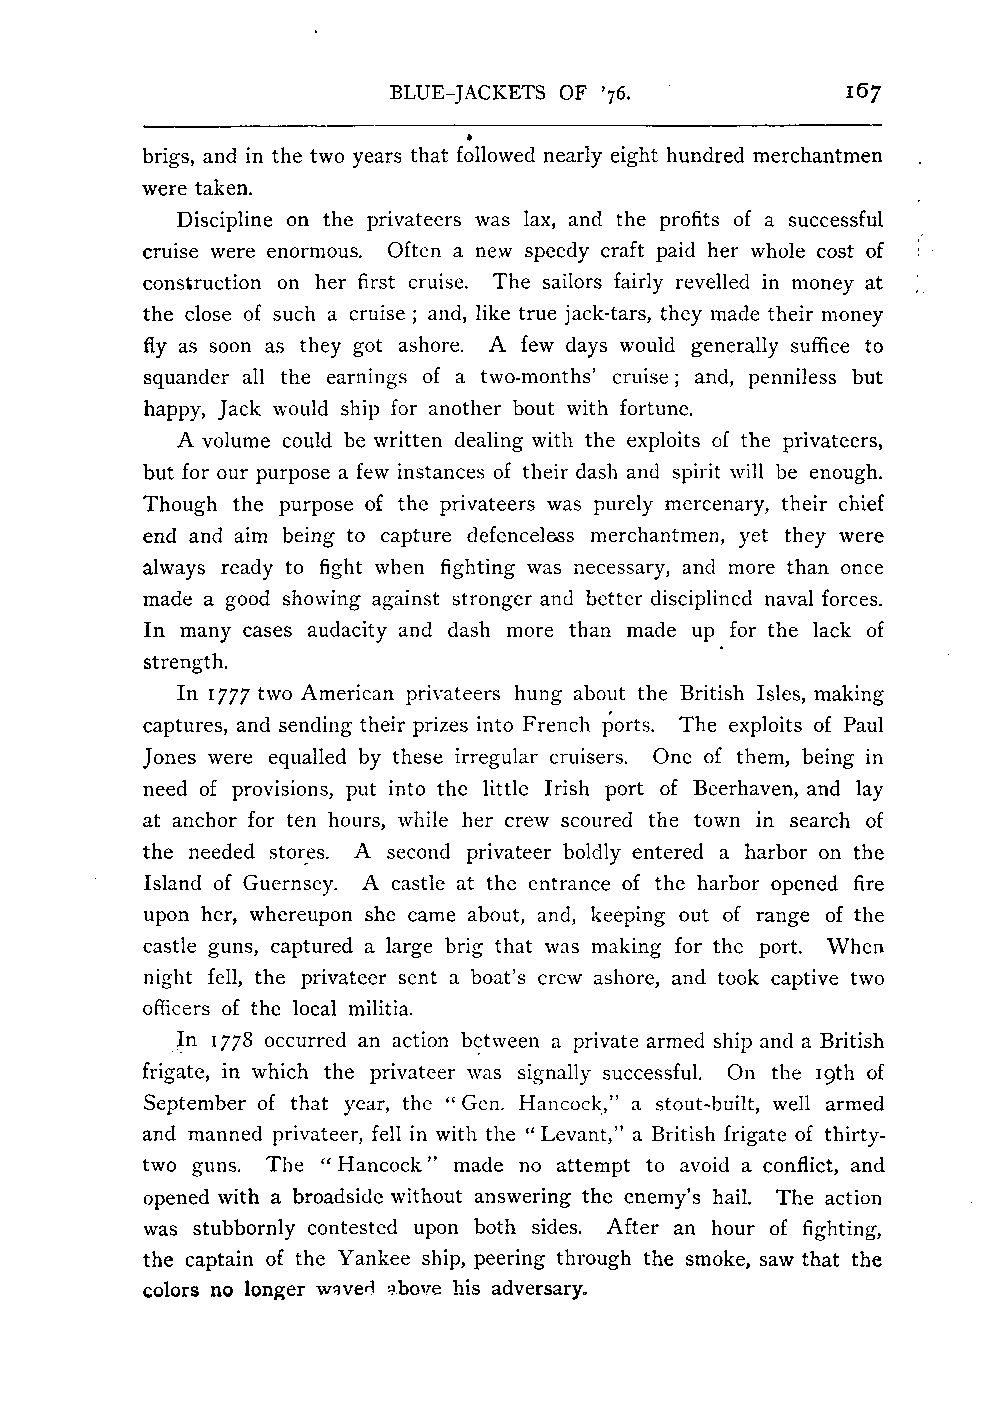 BLUE-JACKETS OF '76. 167
brigs, and in the two years that followed nearly eight hundred merchantmen
were taken.
Discipline on the privateers was lax, and the profits of a successful
cruise were enormous. Often a new speedy craft paid her whole cost of
construction on her first cruise. The sailors fairly revelled in money at
the close of such a cruise ; and, like true jack-tars, they made their money
fly as soon as they got ashore. A few days would generally suffice to
squander all the earnings of a two-months' cruise ; and, penniless but
happy, Jack would ship for another bout with fortune.
A volume could be written dealing with the exploits of the privateers,
but for our purpose a few instances of their dash and spirit will be enough.
Though the purpose of the privateers was purely mercenary, their chief
end and aim being to capture defenceless merchantmen, yet they were
always ready to fight when fighting was necessary, and more than once
made a good showing against stronger and better disciplined naval forces.
In many cases audacity and dash more than made up for the lack of
strength.
In 1777 two American privateers hung about the British Isles, making
captures, and sending their prizes into French ports. The exploits of Paul
Jones were equalled by these irregular cruisers. One of them, being in
need of provisions, put into the little Irish port of Beerhaven, and lay
at anchor for ten hours, while her crew scoured the town in search of
the needed stores. A second privateer boldly entered a harbor on the
Island of Guernsey. A castle at the entrance of the harbor opened fire
upon her, whereupon she came about, and, keeping out of range of the
castle guns, captured a large brig that was making for the port. When
night fell, the privateer sent a boat's crew ashore, and took captive two
officers of the local militia.
In 1778 occurred an action between a private armed ship and a British
frigate, in which the privateer was signally successful. On the 19th of
September of that year, the "Gen. Hancock," a stout-built, well armed
and manned privateer, fell in with the "Levant," a British frigate of thirty-
two guns. The "Hancock" made no attempt to avoid a conflict, and
opened with a broadside without answering the enemy's hail. The action
was stubbornly contested upon both sides. After an hour of fighting,
the captain of the Yankee ship, peering through the smoke, saw that the
colors no longer waved above his adversary.